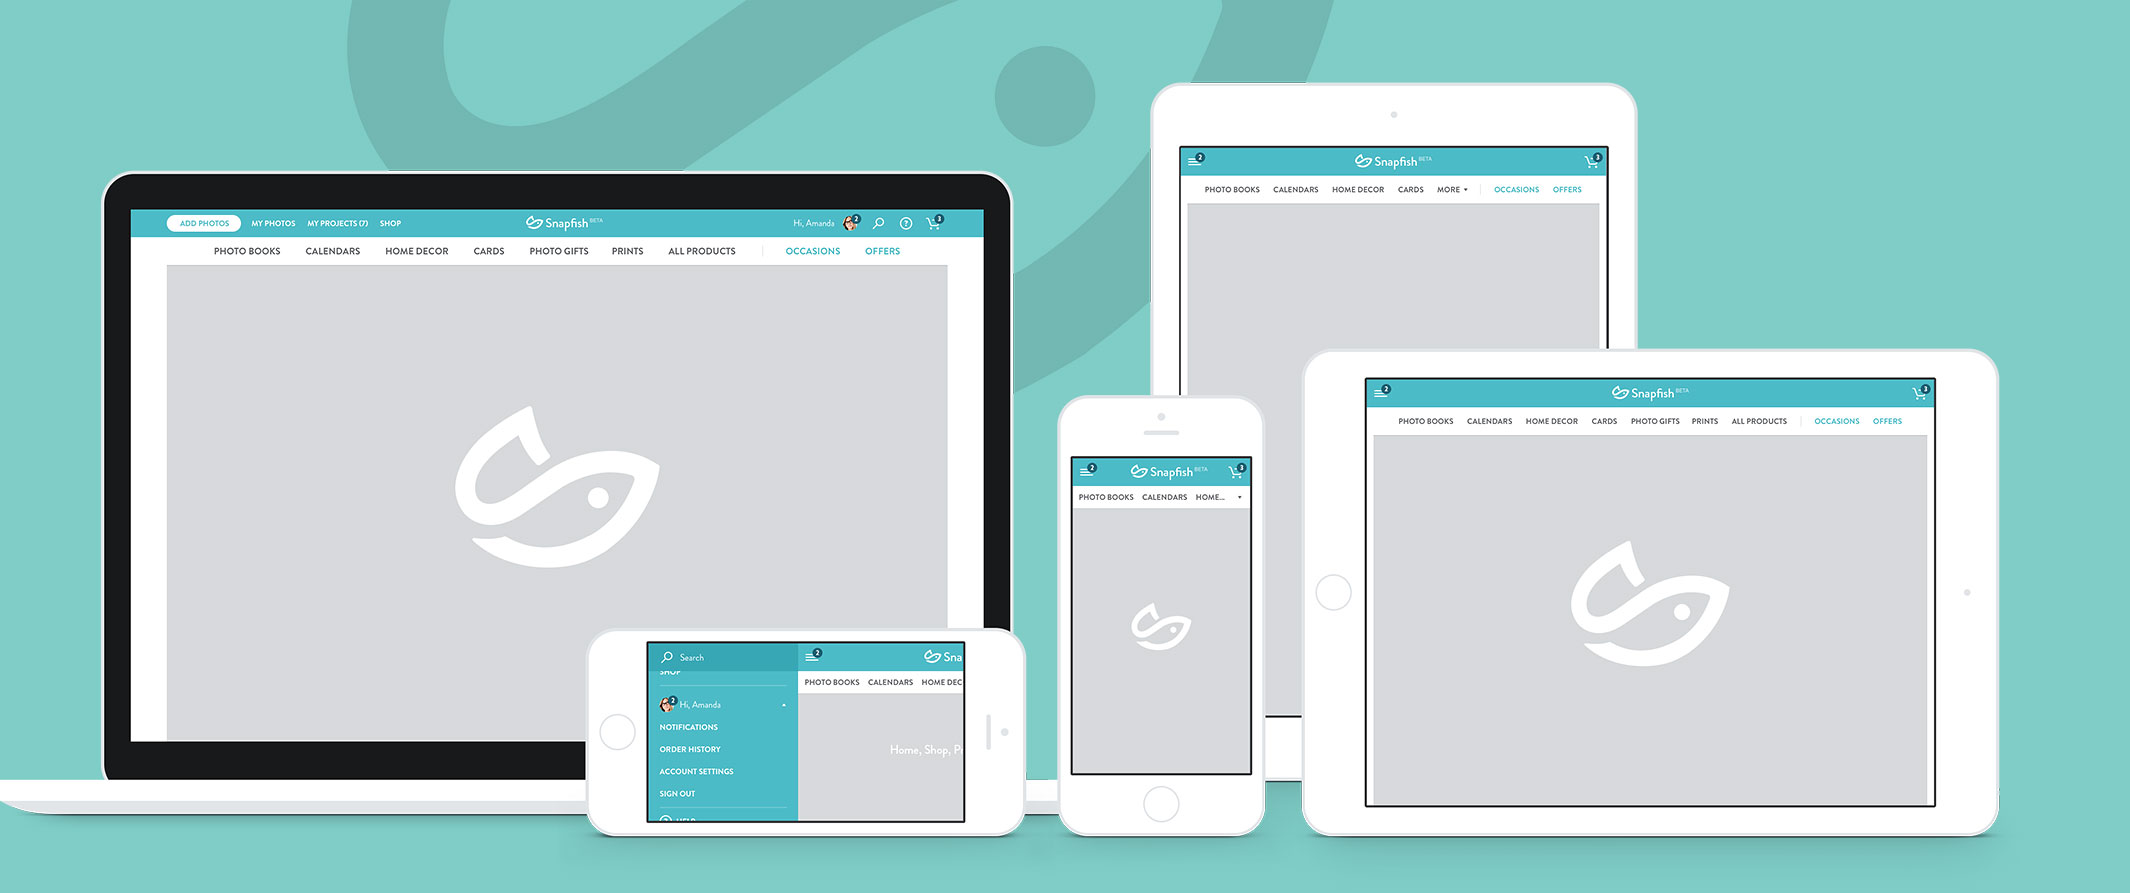 ADD PHOTOS MY PHOTOS MY PROJECTS (7) SHOP Snapfish BETA Hi, Amanda 2 ? 3
PHOTO BOOKS CALENDARS HOME DECOR CARDS PHOTO GIFTS PRINTS ALL PRODUCTS OCCASIONS OFFERS
2 Snapfish BETA 3
PHOTO BOOKS CALENDARS HOME DECOR CARDS MORE OCCASIONS OFFERS
2 Snapfish BETA 3
PHOTO BOOKS CALENDARS HOME DECOR CARDS PHOTO GIFTS PRINTS ALL PRODUCTS OCCASIONS OFFERS
2 Snapfish BETA 3
PHOTO BOOKS CALENDARS HOME...
Search 2 Sna
SHOP
PHOTO BOOKS CALENDARS HOME DEC
2 Hi, Amanda
NOTIFICATIONS
ORDER HISTORY
Home, Shop, P
ACCOUNT SETTINGS
SIGN OUT
? HELP